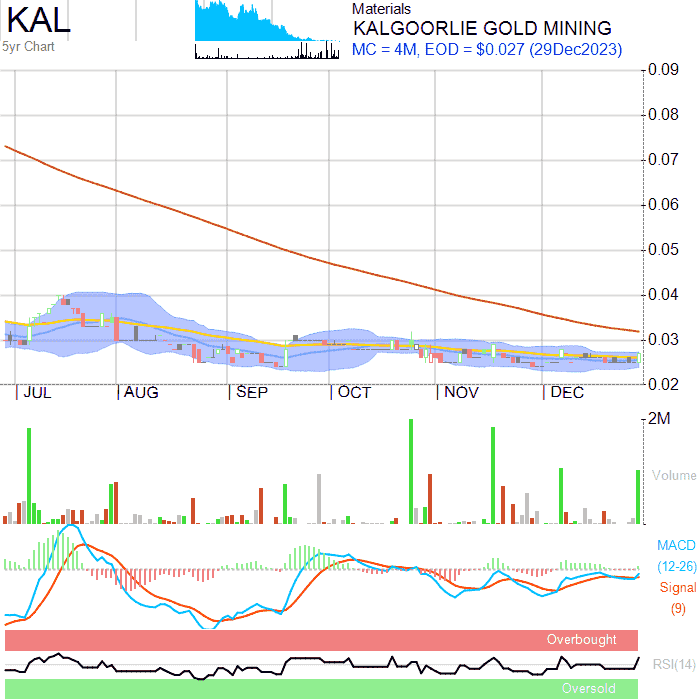 KAL
5yr Chart
Materials
KALGOORLIE GOLD MINING
MC = 4M, EOD = $0.027 (29Dec2023)
0.09
0.08
0.07
0.06
0.05
0.04
0.03
0.02
JUL AUG SEP OCT NOV DEC
2M
Volume
MACD
(12-26)
Signal
(9)
Overbought
RSI(14)
Oversold